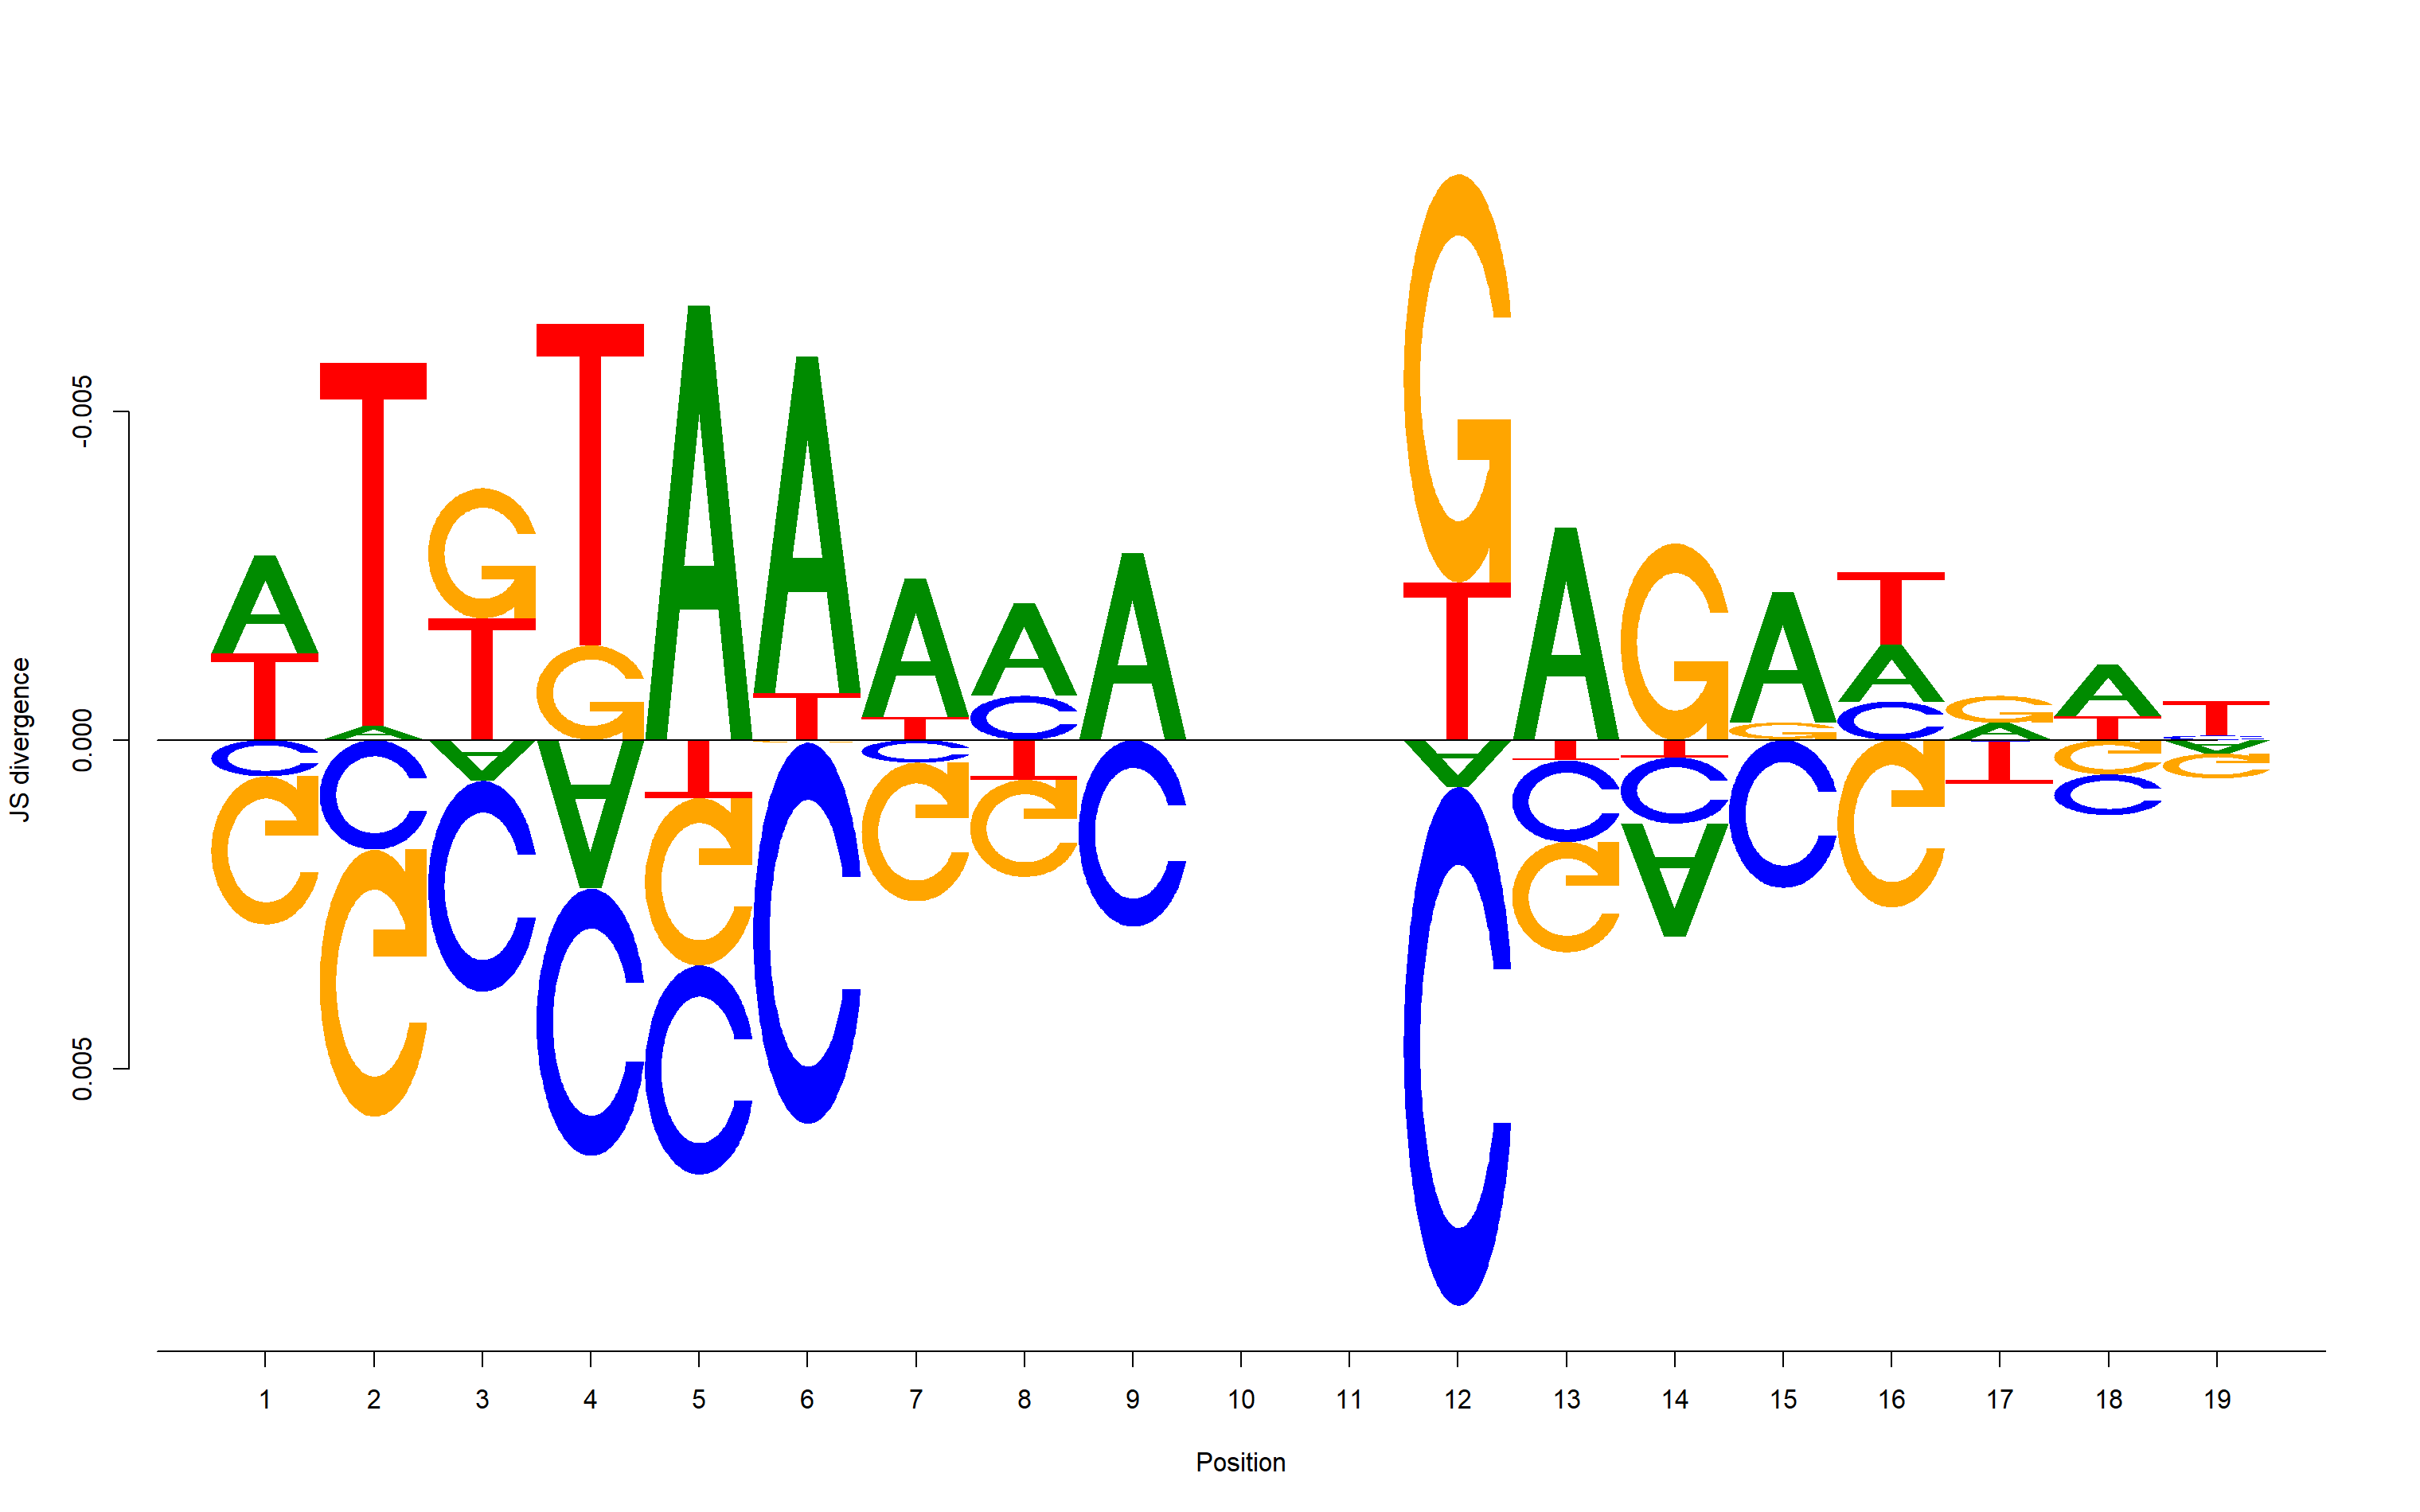 JS divergence
-0.005
0.000
0.005
A T G T A A A A A G A G A T G A T
T A T G T T C T T G A A T C
C C A A T C C T C A T C C C G T G A
G G C C G G G C C A G C G
C
1 2 3 4 5 6 7 8 9 10 11 12 13 14 15 16 17 18 19
Position